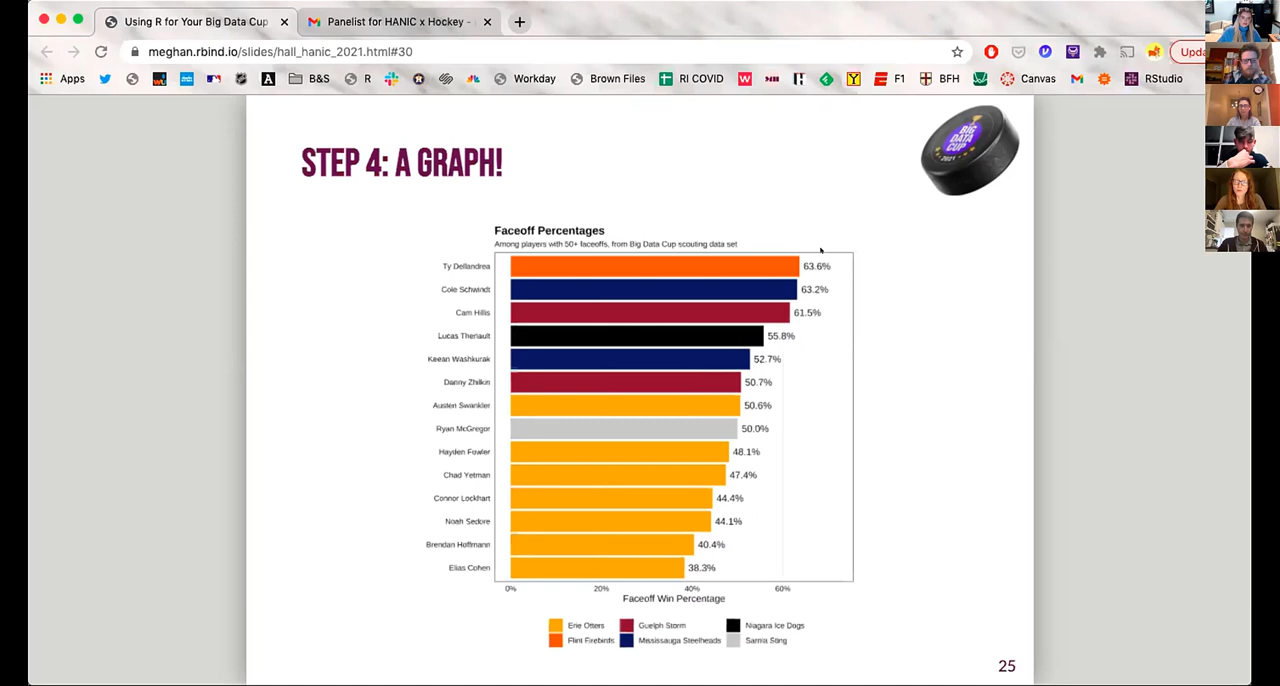 Using R for Your Big Data Cup
Panelist for HANIC x Hockey -
meghan.rbind.io/slides/hall_hanic_2021.html#30
Upda
Apps
B&S
R
Workday
Brown Files
RI COVID
F1
BFH
Canvas
RStudio
STEP 4: A GRAPH!
BIG
DATA
CUP
2021
Faceoff Percentages
Among players with 50+ faceoffs, from Big Data Cup scouting data set
Ty Dellandrea 63.6%
Cole Schwindt 63.2%
Cam Hillis 61.5%
Lucas Theriault 55.8%
Keean Washkurak 52.7%
Danny Zhilkin 50.7%
Austen Swankler 50.6%
Ryan McGregor 50.0%
Hayden Fowler 48.1%
Chad Yetman 47.4%
Connor Lockhart 44.4%
Noah Sedore 44.1%
Brendan Hoffmann 40.4%
Elias Cohen 38.3%
0% 20% 40% 60%
Faceoff Win Percentage
Erie Otters Guelph Storm Niagara Ice Dogs
Flint Firebirds Mississauga Steelheads Sarnia Sting
25